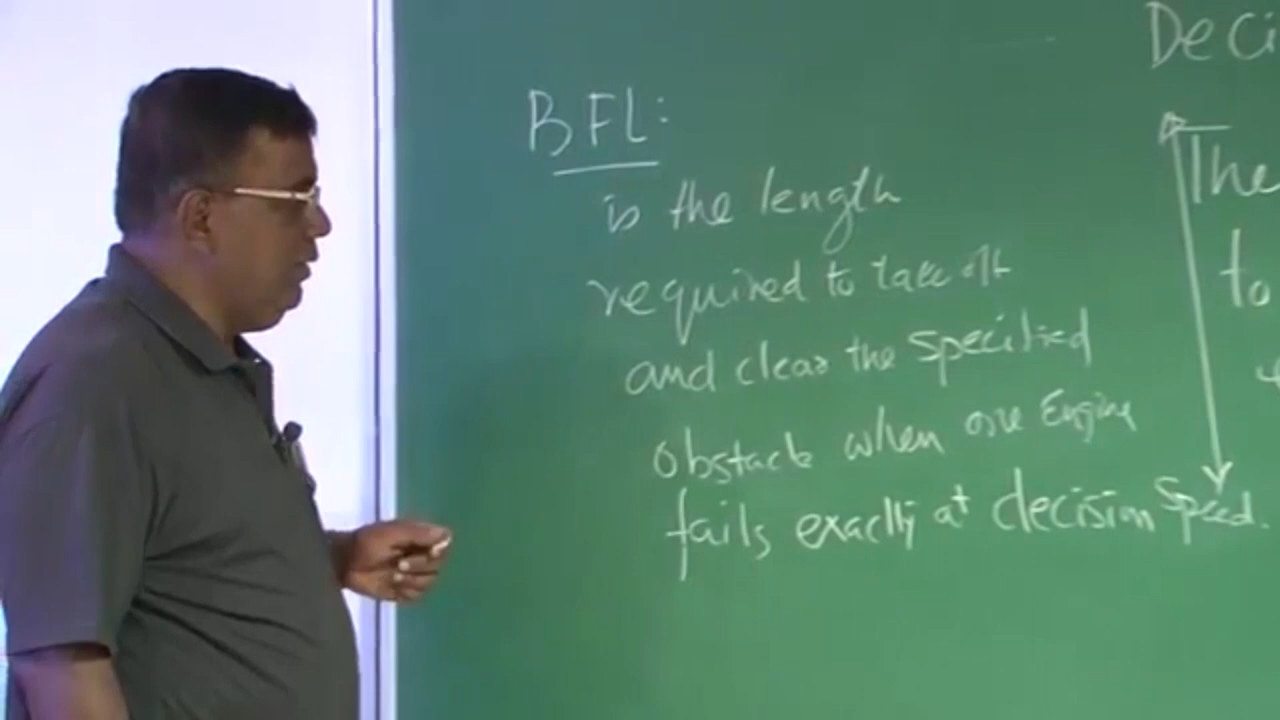 BFL:
is the length
required to take off
and clear the specified
obstacle when one Engine
fails exactly at decision Speed.
Deci
The
to